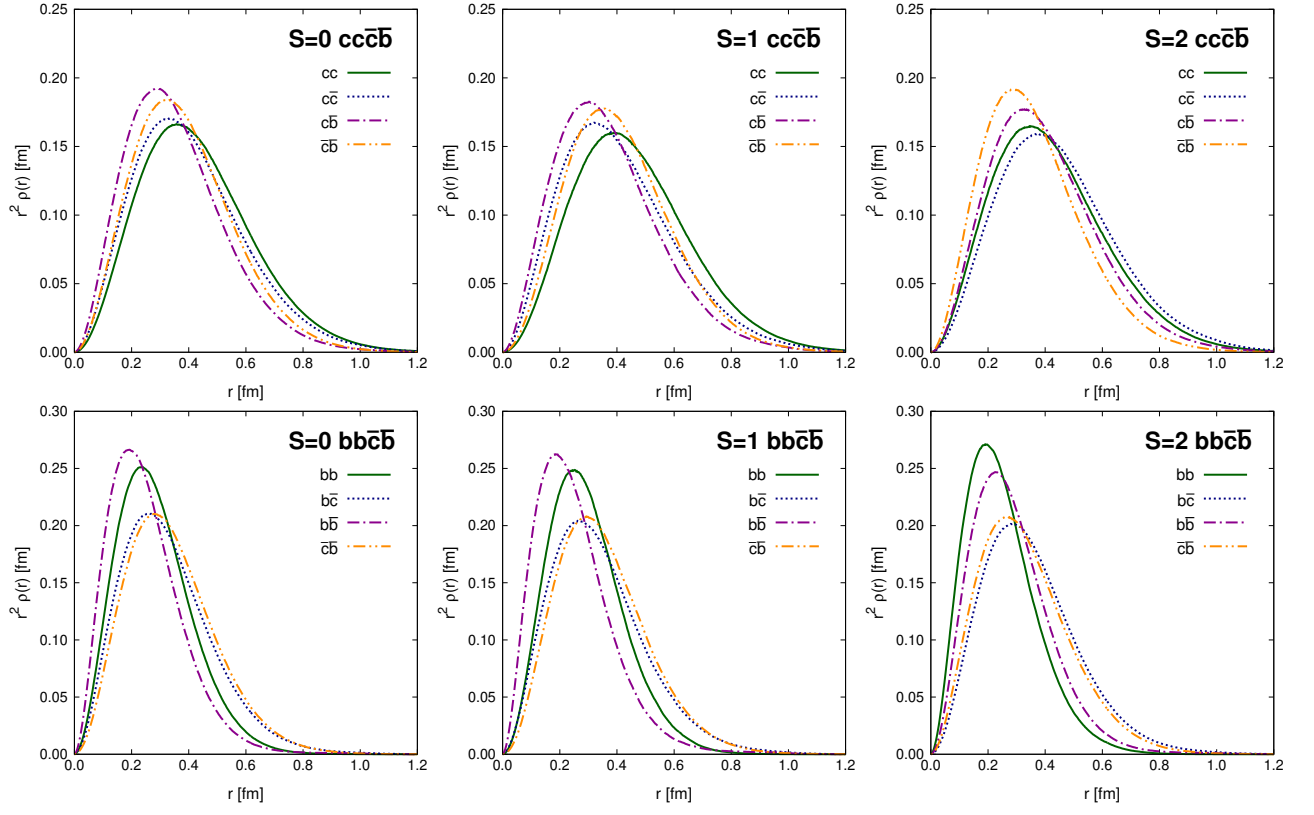 S=0 ccc̅b̅
cc
cc̅
cb̅
c̅b̅
r² ρ(r) [fm]
0.00
0.05
0.10
0.15
0.20
0.25
0.0 0.2 0.4 0.6 0.8 1.0 1.2
r [fm]
S=1 ccc̅b̅
cc
cc̅
cb̅
c̅b̅
r² ρ(r) [fm]
0.00
0.05
0.10
0.15
0.20
0.25
0.0 0.2 0.4 0.6 0.8 1.0 1.2
r [fm]
S=2 ccc̅b̅
cc
cc̅
cb̅
c̅b̅
r² ρ(r) [fm]
0.00
0.05
0.10
0.15
0.20
0.25
0.0 0.2 0.4 0.6 0.8 1.0 1.2
r [fm]
S=0 bbc̅b̅
bb
bc̅
bb̅
c̅b̅
r² ρ(r) [fm]
0.00
0.05
0.10
0.15
0.20
0.25
0.30
0.0 0.2 0.4 0.6 0.8 1.0 1.2
r [fm]
S=1 bbc̅b̅
bb
bc̅
bb̅
c̅b̅
r² ρ(r) [fm]
0.00
0.05
0.10
0.15
0.20
0.25
0.30
0.0 0.2 0.4 0.6 0.8 1.0 1.2
r [fm]
S=2 bbc̅b̅
bb
bc̅
bb̅
c̅b̅
r² ρ(r) [fm]
0.00
0.05
0.10
0.15
0.20
0.25
0.30
0.0 0.2 0.4 0.6 0.8 1.0 1.2
r [fm]